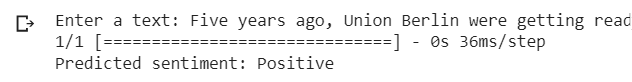 Enter a text: Five years ago, Union Berlin were getting read
1/1 [==============================] - 0s 36ms/step
Predicted sentiment: Positive